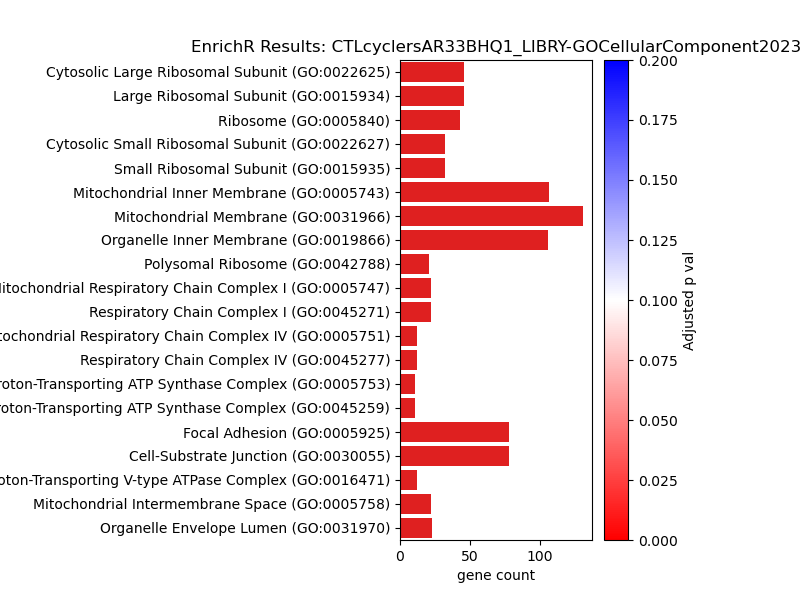 EnrichR Results: CTLcyclersAR33BHQ1_LIBRY-GOCellularComponent2023
Cytosolic Large Ribosomal Subunit (GO:0022625)
Large Ribosomal Subunit (GO:0015934)
Ribosome (GO:0005840)
Cytosolic Small Ribosomal Subunit (GO:0022627)
Small Ribosomal Subunit (GO:0015935)
Mitochondrial Inner Membrane (GO:0005743)
Mitochondrial Membrane (GO:0031966)
Organelle Inner Membrane (GO:0019866)
Polysomal Ribosome (GO:0042788)
itochondrial Respiratory Chain Complex I (GO:0005747)
Respiratory Chain Complex I (GO:0045271)
tochondrial Respiratory Chain Complex IV (GO:0005751)
Respiratory Chain Complex IV (GO:0045277)
roton-Transporting ATP Synthase Complex (GO:0005753)
roton-Transporting ATP Synthase Complex (GO:0045259)
Focal Adhesion (GO:0005925)
Cell-Substrate Junction (GO:0030055)
oton-Transporting V-type ATPase Complex (GO:0016471)
Mitochondrial Intermembrane Space (GO:0005758)
Organelle Envelope Lumen (GO:0031970)
0 50 100
gene count
0.200
0.175
0.150
0.125
0.100
0.075
0.050
0.025
0.000
Adjusted p val